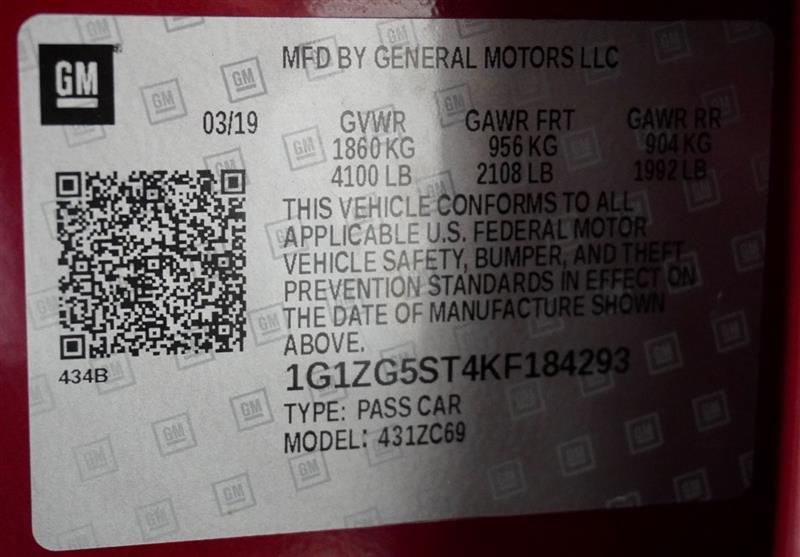 GM
MFD BY GENERAL MOTORS LLC
03/19
GVWR GAWR FRT GAWR RR
1860 KG 956 KG 904 KG
4100 LB 2108 LB 1992 LB
THIS VEHICLE CONFORMS TO ALL
APPLICABLE U.S. FEDERAL MOTOR
VEHICLE SAFETY, BUMPER, AND THEFT
PREVENTION STANDARDS IN EFFECT ON
THE DATE OF MANUFACTURE SHOWN
ABOVE.
434B
1G1ZG5ST4KF184293
TYPE: PASS CAR
MODEL: 431ZC69